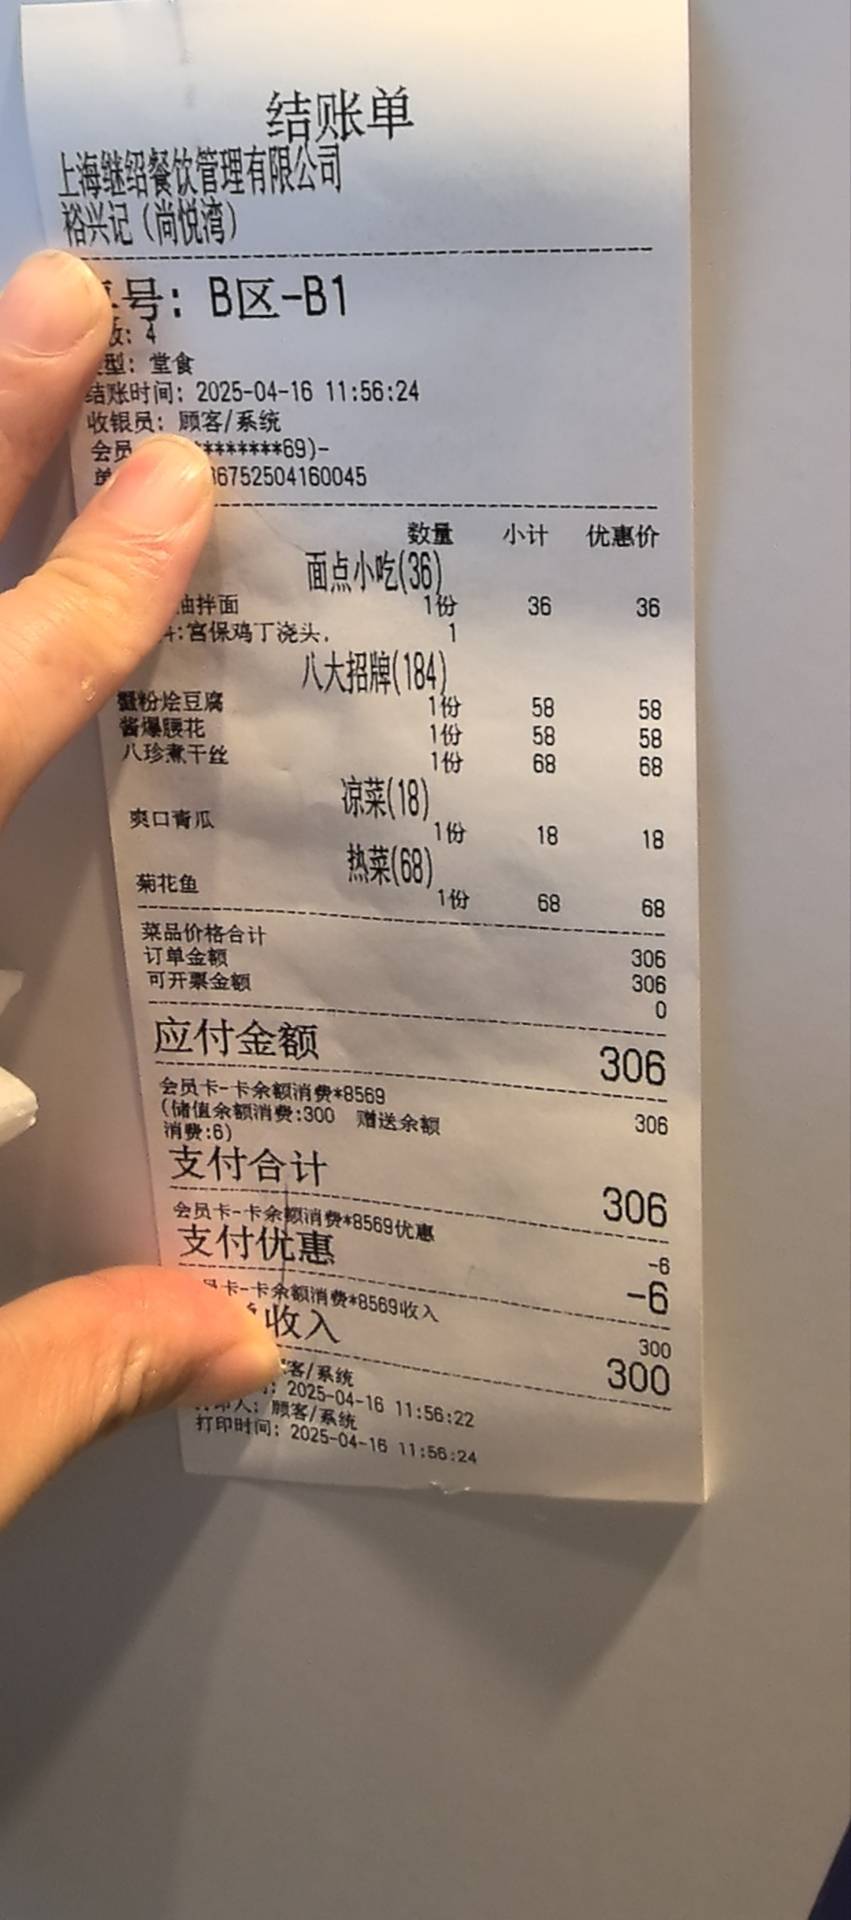 结账单
上海继绍餐饮管理有限公司
裕兴记（尚悦湾）
号：B区-B1
：4
型：堂食
结账时间：2025-04-16 11:56:24
收银员：顾客/系统
会员 *******69)-
6752504160045
数量 小计 优惠价
面点小吃(36)
油拌面 1份 36 36
:宫保鸡丁浇头, 1
八大招牌(184)
蟹粉烩豆腐 1份 58 58
酱爆腰花 1份 58 58
八珍煮干丝 1份 68 68
凉菜(18)
爽口青瓜 1份 18 18
热菜(68)
菊花鱼 1份 68 68
菜品价格合计 306
订单金额 306
可开票金额 0
应付金额 306
会员卡-卡余额消费*8569 306
(储值余额消费:300 赠送余额
消费:6)
支付合计 306
会员卡-卡余额消费*8569优惠 -6
支付优惠 -6
员卡-卡余额消费*8569收入 300
收入 300
客/系统
：2025-04-16 11:56:22
打印人：顾客/系统
打印时间：2025-04-16 11:56:24